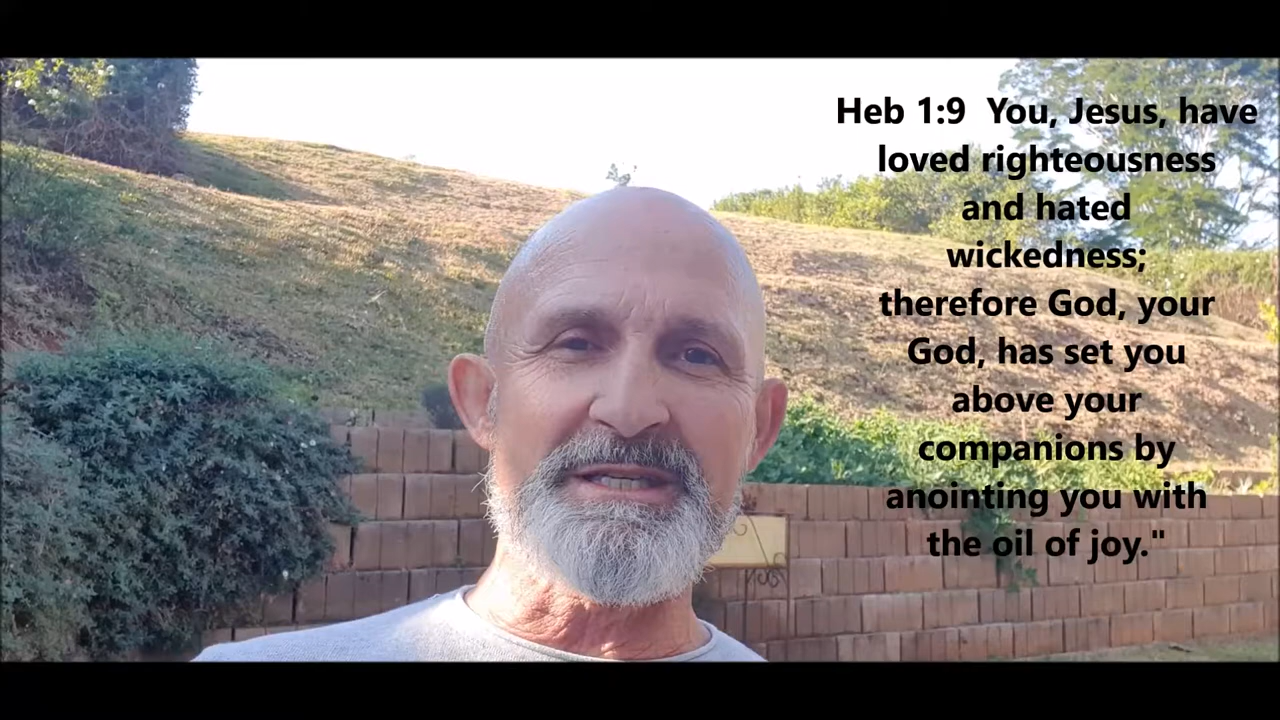 Heb 1:9  You, Jesus, have
loved righteousness
and hated
wickedness;
therefore God, your
God, has set you
above your
companions by
anointing you with
the oil of joy."